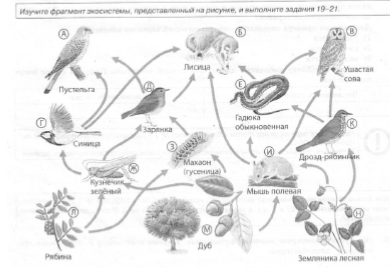 Изучите фрагмент экосистемы, представленный на рисунке, и выполните задания 19–21.
А
Пустельга
Б
Лисица
В
Ушастая
сова
Г
Синица
Д
Зарянка
Е
Гадюка
обыкновенная
К
Дрозд-рябинник
Ж
Кузнечик
зелёный
З
Махаон
(гусеница)
И
Мышь полевая
Л
Рябина
М
Дуб
Н
Земляника лесная